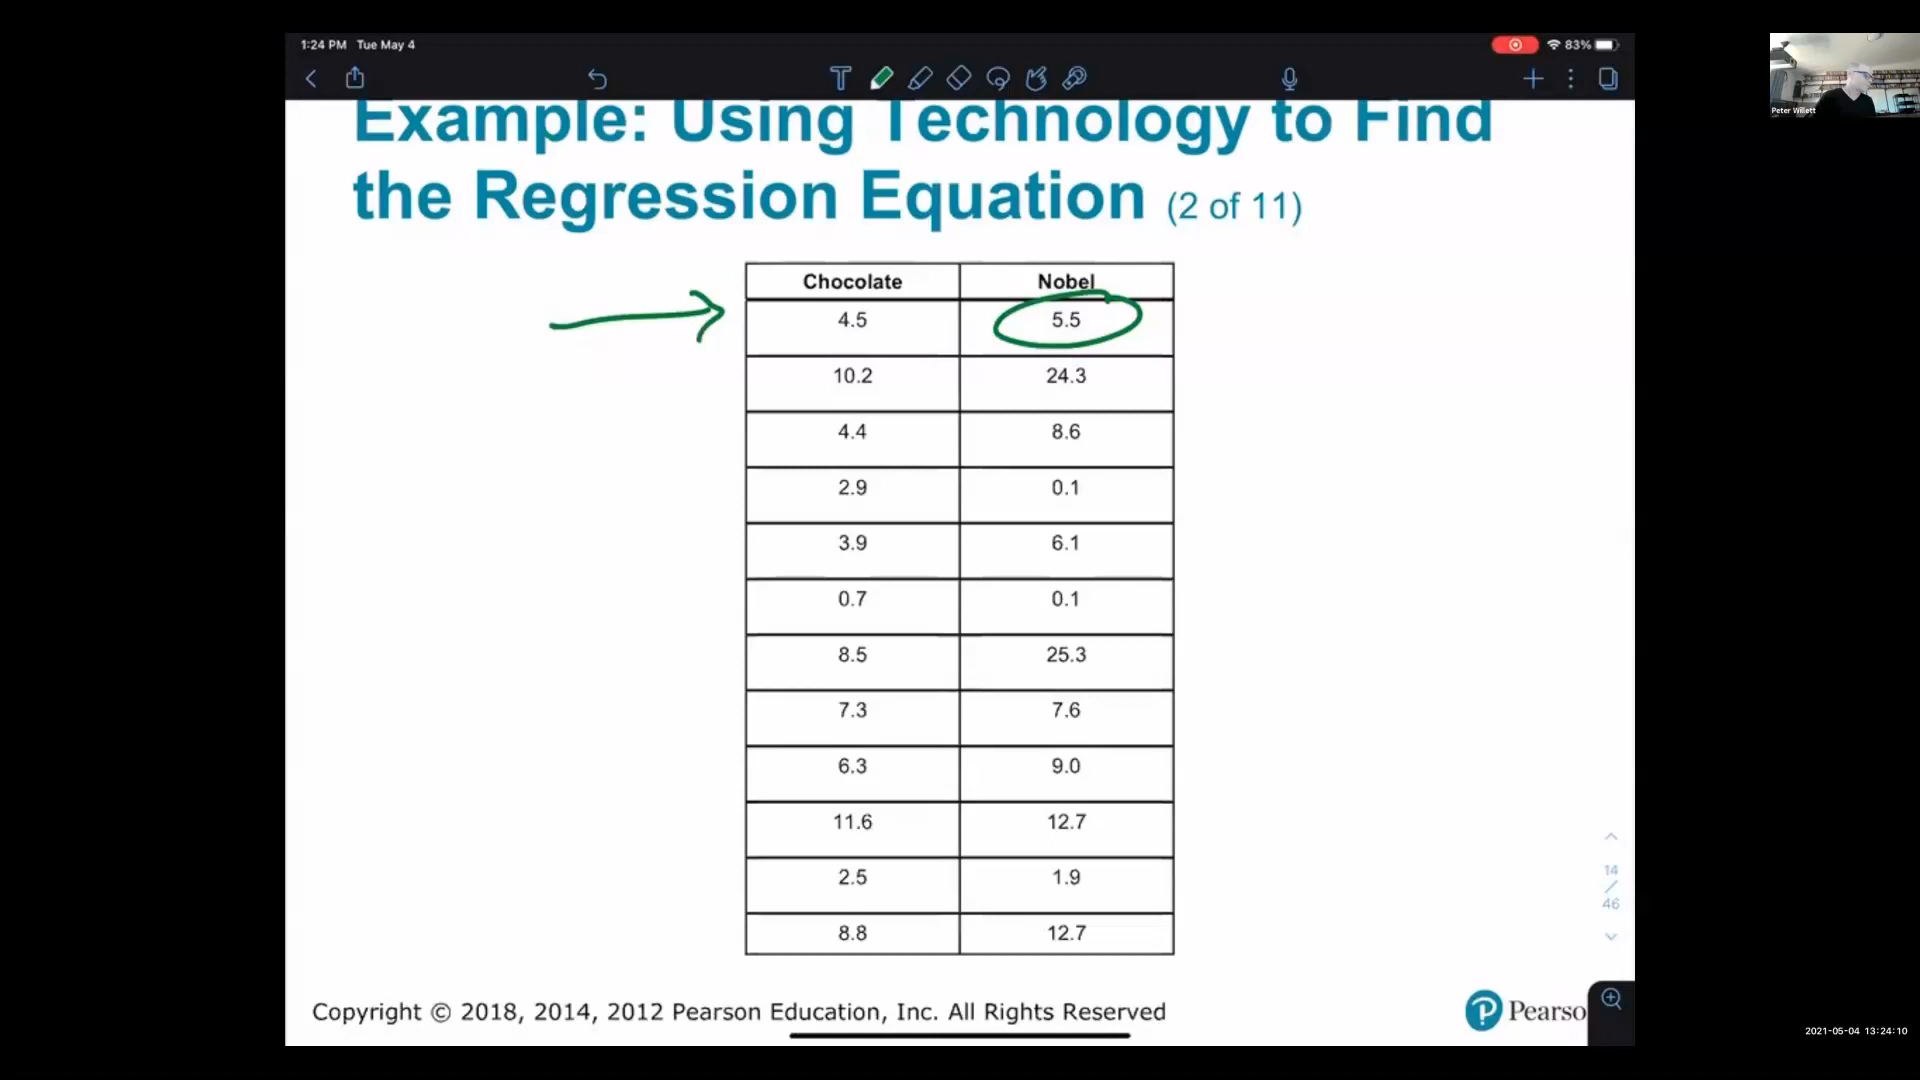 1:24 PM Tue May 4
83%
Peter Willett
Example: Using Technology to Find
the Regression Equation (2 of 11)
Chocolate Nobel
4.5 5.5
10.2 24.3
4.4 8.6
2.9 0.1
3.9 6.1
0.7 0.1
8.5 25.3
7.3 7.6
6.3 9.0
11.6 12.7
2.5 1.9
8.8 12.7
14
/
46
Copyright © 2018, 2014, 2012 Pearson Education, Inc. All Rights Reserved
P Pearso
2021-05-04 13:24:10